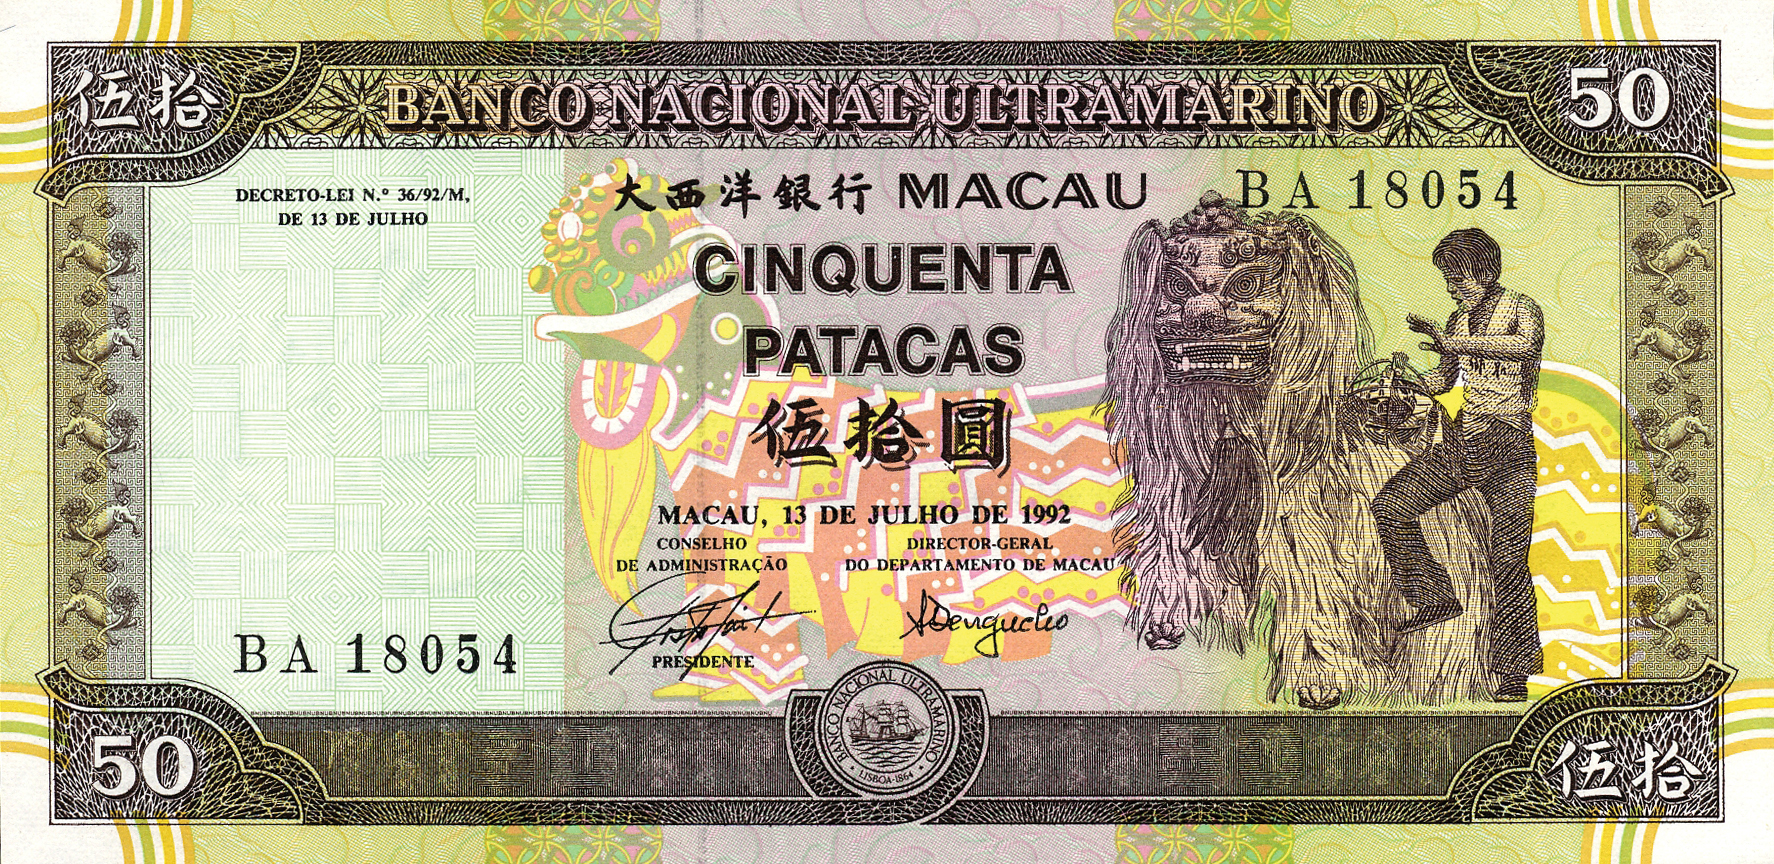 伍拾
BANCO NACIONAL ULTRAMARINO
50
DECRETO-LEI N.º 36/92/M,
DE 13 DE JULHO
大西洋銀行 MACAU
BA 18054
CINQUENTA
PATACAS
伍拾圓
MACAU, 13 DE JULHO DE 1992
CONSELHO
DE ADMINISTRAÇÃO
DIRECTOR-GERAL
DO DEPARTAMENTO DE MACAU
BA 18054
PRESIDENTE
BANCO NACIONAL ULTRAMARINO
LISBOA-1864
50
伍拾